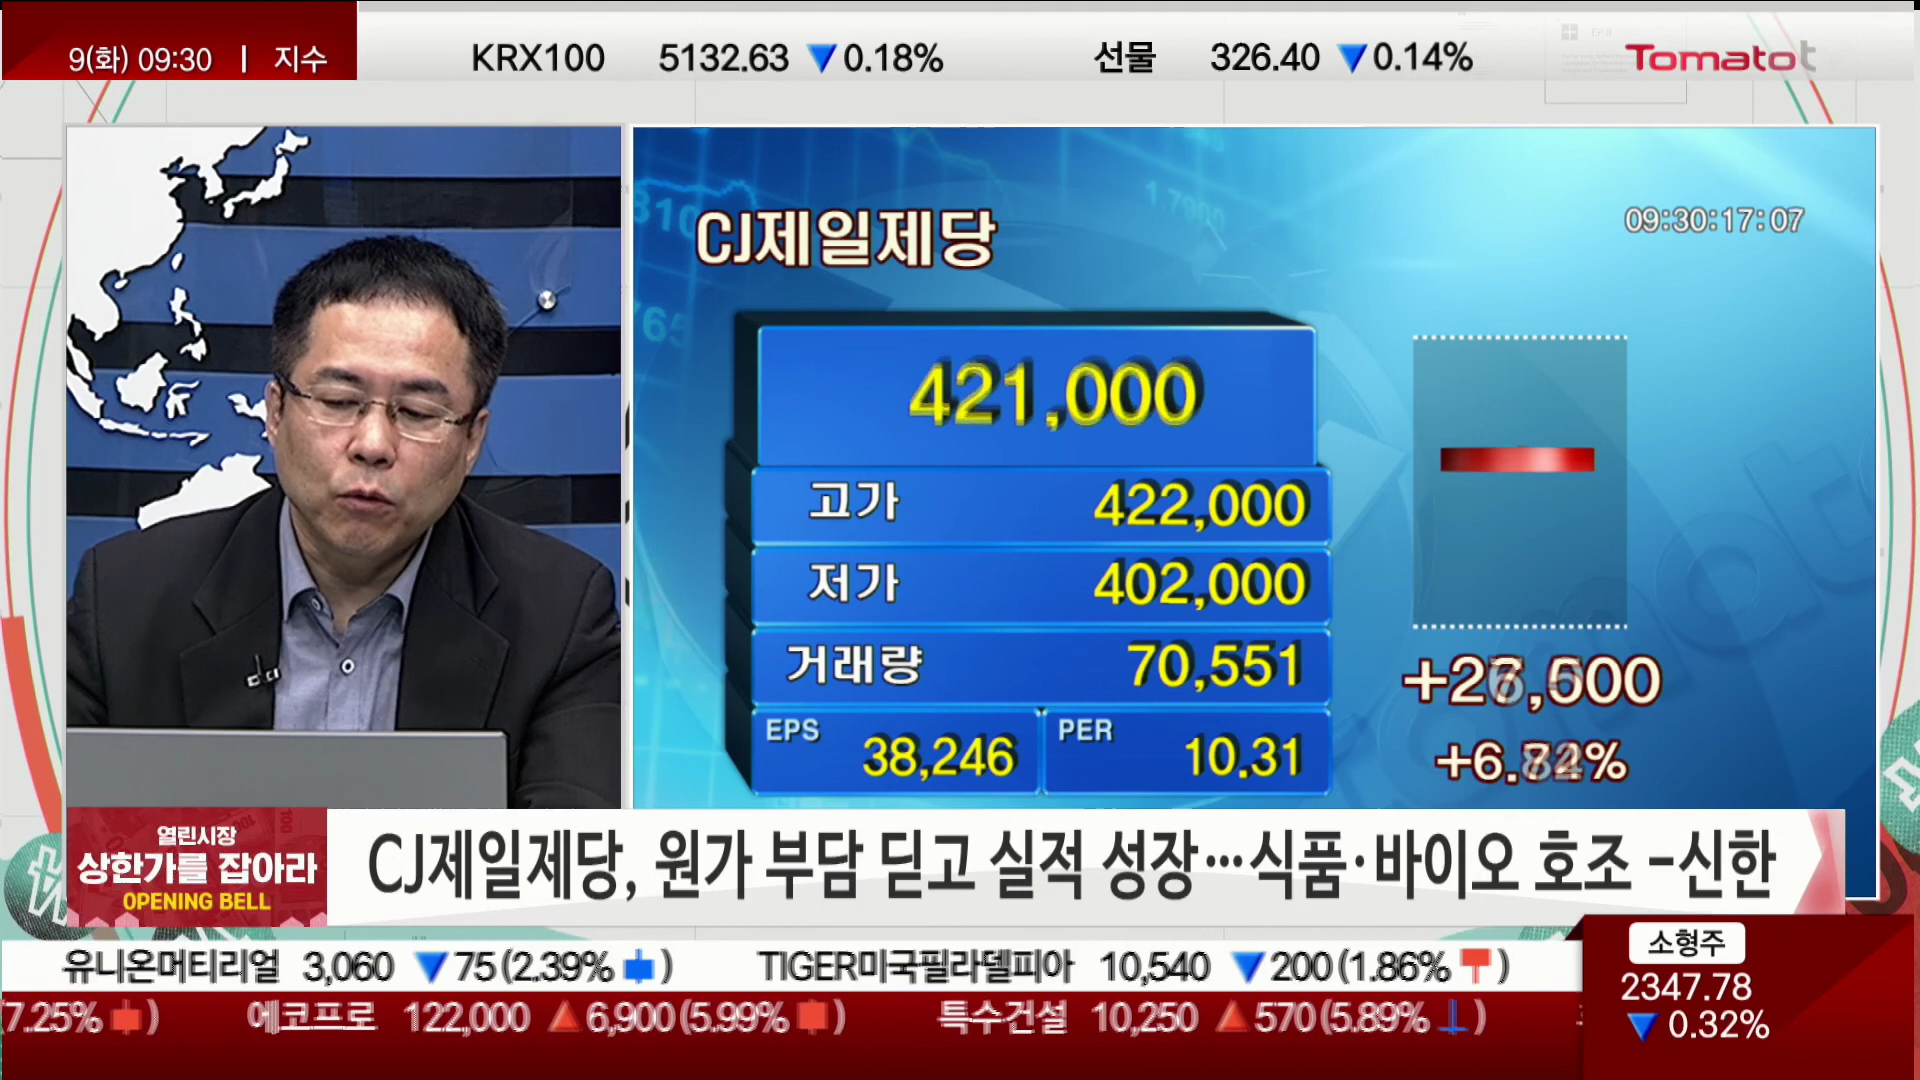 9(화) 09:30 | 지수 KRX100 5132.63 ▼0.18% 선물 326.40 ▼0.14% Tomatot
CJ제일제당
09:30:17:07
421,000
고가 422,000
저가 402,000
거래량 70,551
EPS 38,246 PER 10.31
열린시장
상한가를 잡아라
OPENING BELL
CJ제일제당, 원가 부담 딛고 실적 성장…식품·바이오 호조 -신한
유니온머티리얼 3,060 ▼75(2.39% ) TIGER미국필라델피아 10,540 ▼200(1.86% )
7.25% ) 에코프로 122,000 ▲6,900(5.99% ) 특수건설 10,250 ▲570(5.89% )
소형주
2347.78
▼ 0.32%